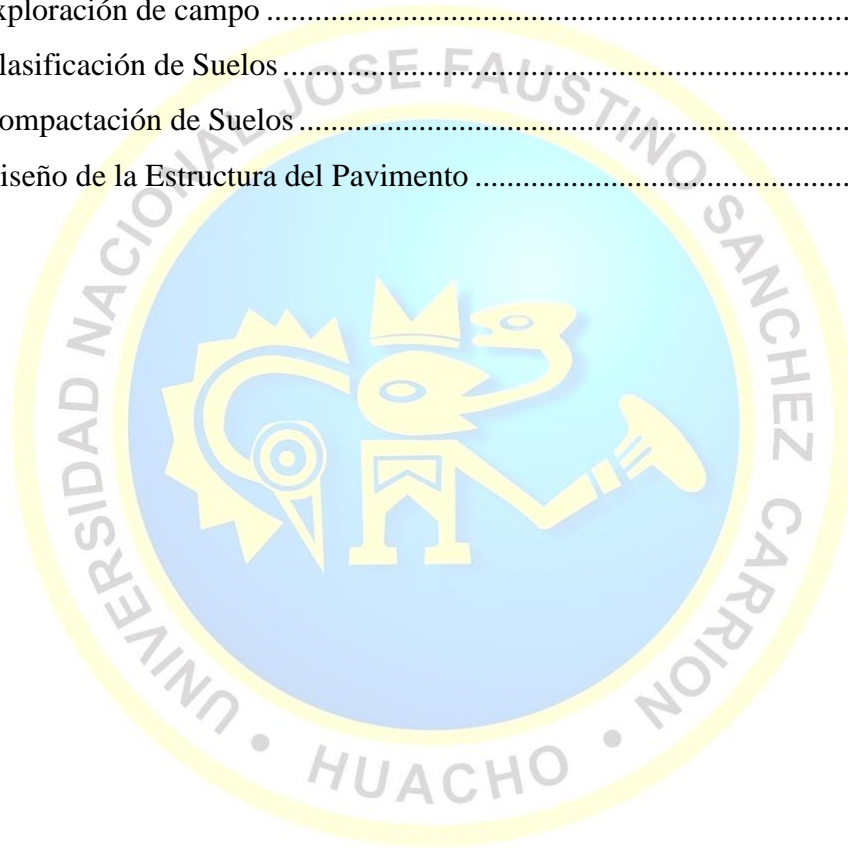 xploración de campo ........................................................................
lasificación de Suelos ......................................................................
ompactación de Suelos ....................................................................
iseño de la Estructura del Pavimento .................................................
UNIVERSIDAD NACIONAL JOSE FAUSTINO SANCHEZ CARRION • HUACHO •